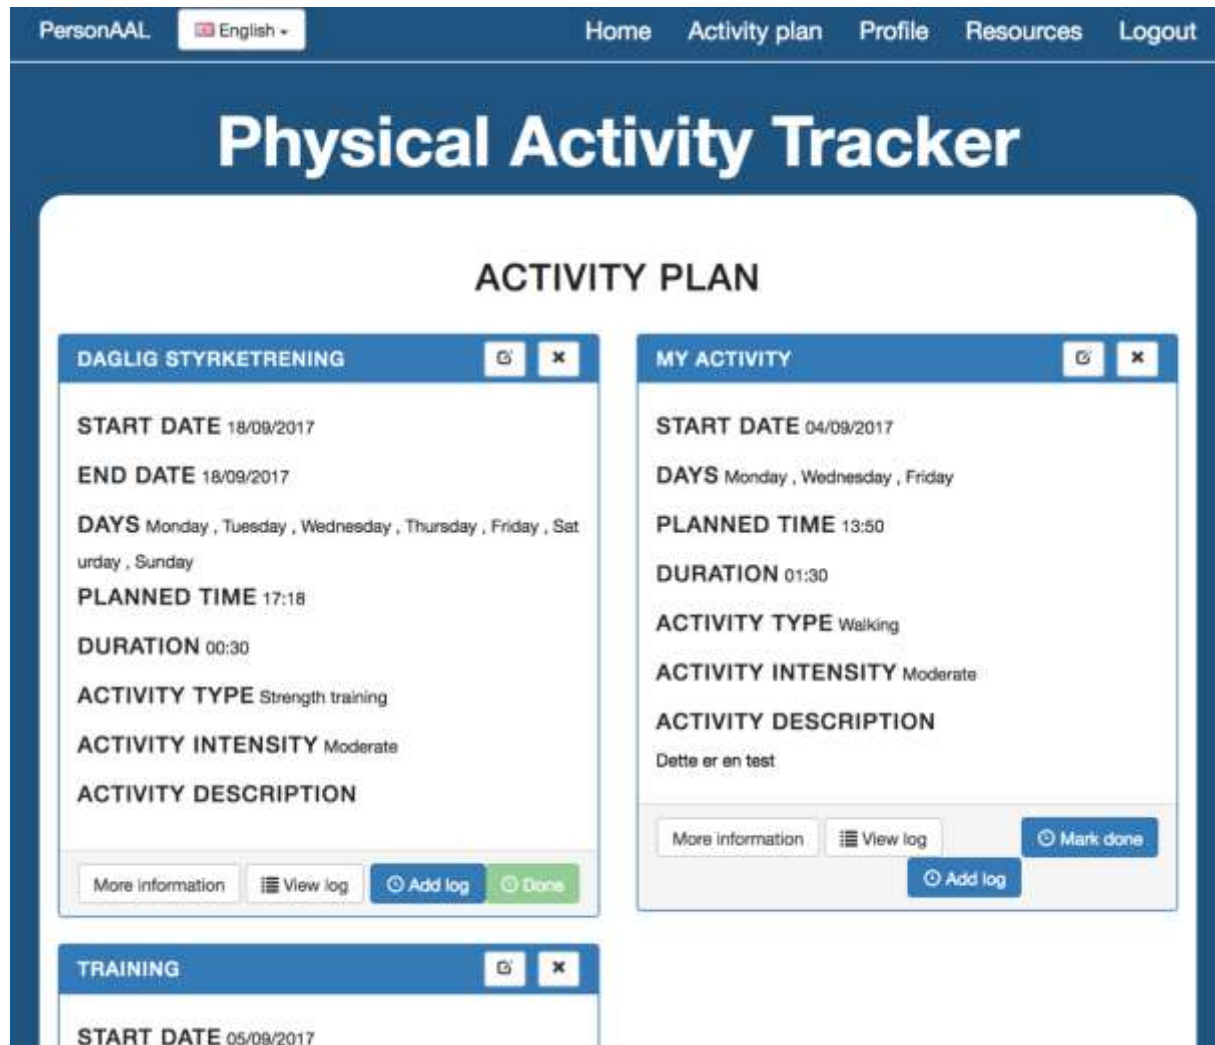 PersonAAL English Home Activity plan Profile Resources Logout
Physical Activity Tracker
ACTIVITY PLAN
DAGLIG STYRKETRENING
START DATE 18/09/2017
END DATE 18/09/2017
DAYS Monday , Tuesday , Wednesday , Thursday , Friday , Sat
urday , Sunday
PLANNED TIME 17:18
DURATION 00:30
ACTIVITY TYPE Strength training
ACTIVITY INTENSITY Moderate
ACTIVITY DESCRIPTION
More information View log Add log Done
MY ACTIVITY
START DATE 04/09/2017
DAYS Monday , Wednesday , Friday
PLANNED TIME 13:50
DURATION 01:30
ACTIVITY TYPE Walking
ACTIVITY INTENSITY Moderate
ACTIVITY DESCRIPTION
Dette er en test
More information View log Mark done
Add log
TRAINING
START DATE 05/09/2017